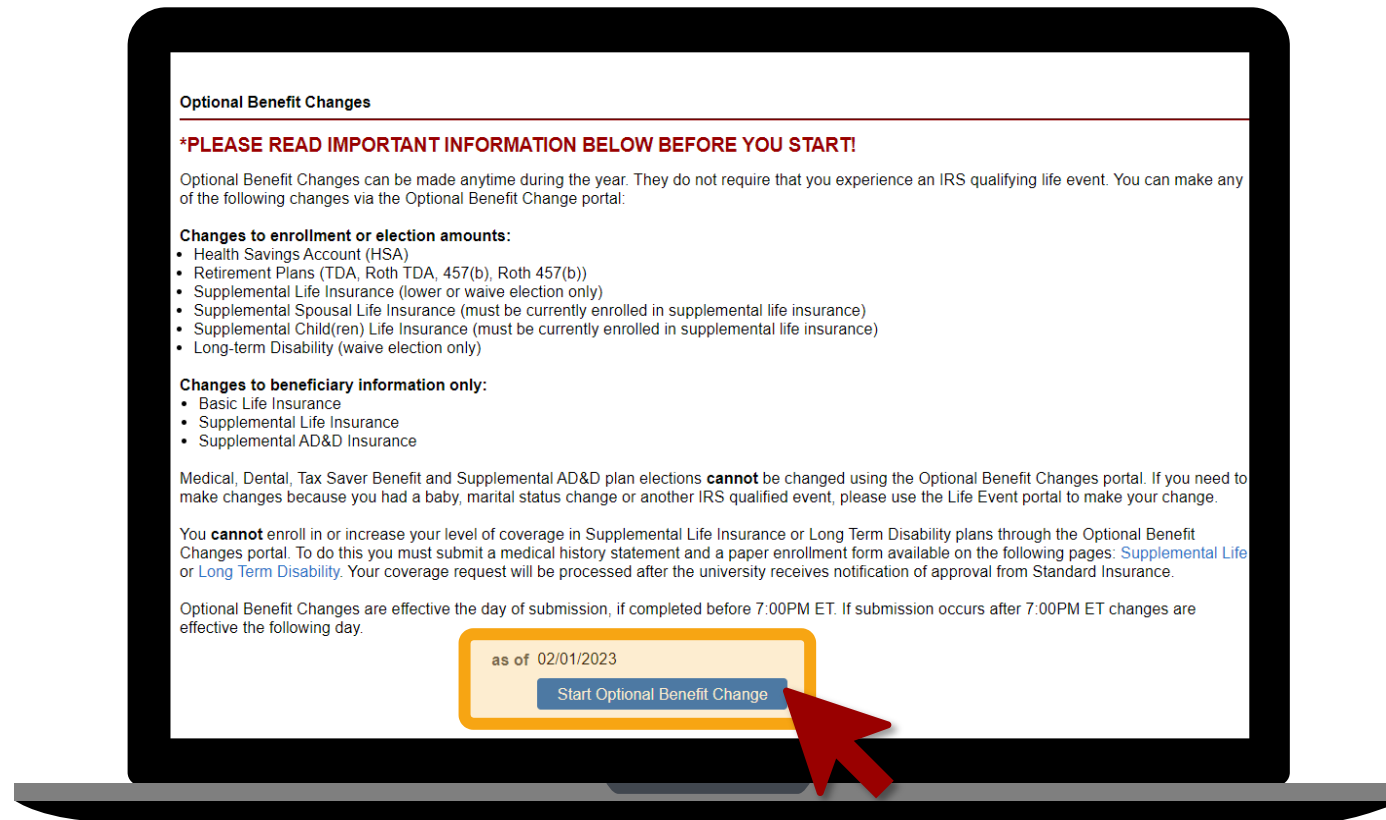 Optional Benefit Changes
*PLEASE READ IMPORTANT INFORMATION BELOW BEFORE YOU START!
Optional Benefit Changes can be made anytime during the year. They do not require that you experience an IRS qualifying life event. You can make any
of the following changes via the Optional Benefit Change portal:
Changes to enrollment or election amounts:
• Health Savings Account (HSA)
• Retirement Plans (TDA, Roth TDA, 457(b), Roth 457(b))
• Supplemental Life Insurance (lower or waive election only)
• Supplemental Spousal Life Insurance (must be currently enrolled in supplemental life insurance)
• Supplemental Child(ren) Life Insurance (must be currently enrolled in supplemental life insurance)
• Long-term Disability (waive election only)
Changes to beneficiary information only:
• Basic Life Insurance
• Supplemental Life Insurance
• Supplemental AD&D Insurance
Medical, Dental, Tax Saver Benefit and Supplemental AD&D plan elections cannot be changed using the Optional Benefit Changes portal. If you need to
make changes because you had a baby, marital status change or another IRS qualified event, please use the Life Event portal to make your change.
You cannot enroll in or increase your level of coverage in Supplemental Life Insurance or Long Term Disability plans through the Optional Benefit
Changes portal. To do this you must submit a medical history statement and a paper enrollment form available on the following pages: Supplemental Life
or Long Term Disability. Your coverage request will be processed after the university receives notification of approval from Standard Insurance.
Optional Benefit Changes are effective the day of submission, if completed before 7:00PM ET. If submission occurs after 7:00PM ET changes are
effective the following day.
as of 02/01/2023
Start Optional Benefit Change